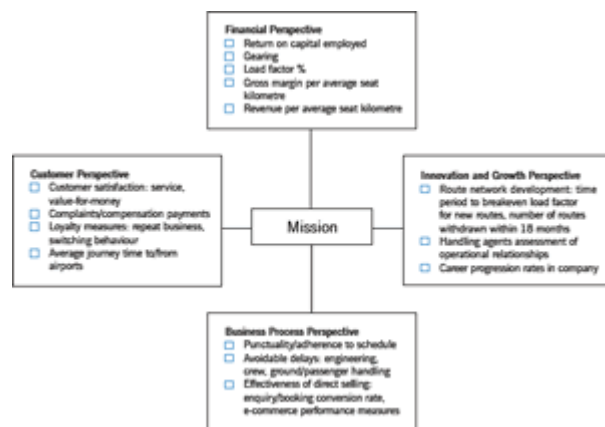 Financial Perspective
Return on capital employed
Gearing
Load factor %
Gross margin per average seat
kilometre
Revenue per average seat kilometre
Customer Perspective
Customer satisfaction: service,
value-for-money
Complaints/compensation payments
Loyalty measures: repeat business,
switching behaviour
Average journey time to/from
airports
Mission
Innovation and Growth Perspective
Route network development: time
period to breakeven load factor
for new routes, number of routes
withdrawn within 18 months
Handling agents assessment of
operational relationships
Career progression rates in company
Business Process Perspective
Punctuality/adherence to schedule
Avoidable delays: engineering,
crew, ground/passenger handling
Effectiveness of direct selling:
enquiry/booking conversion rate,
e-commerce performance measures